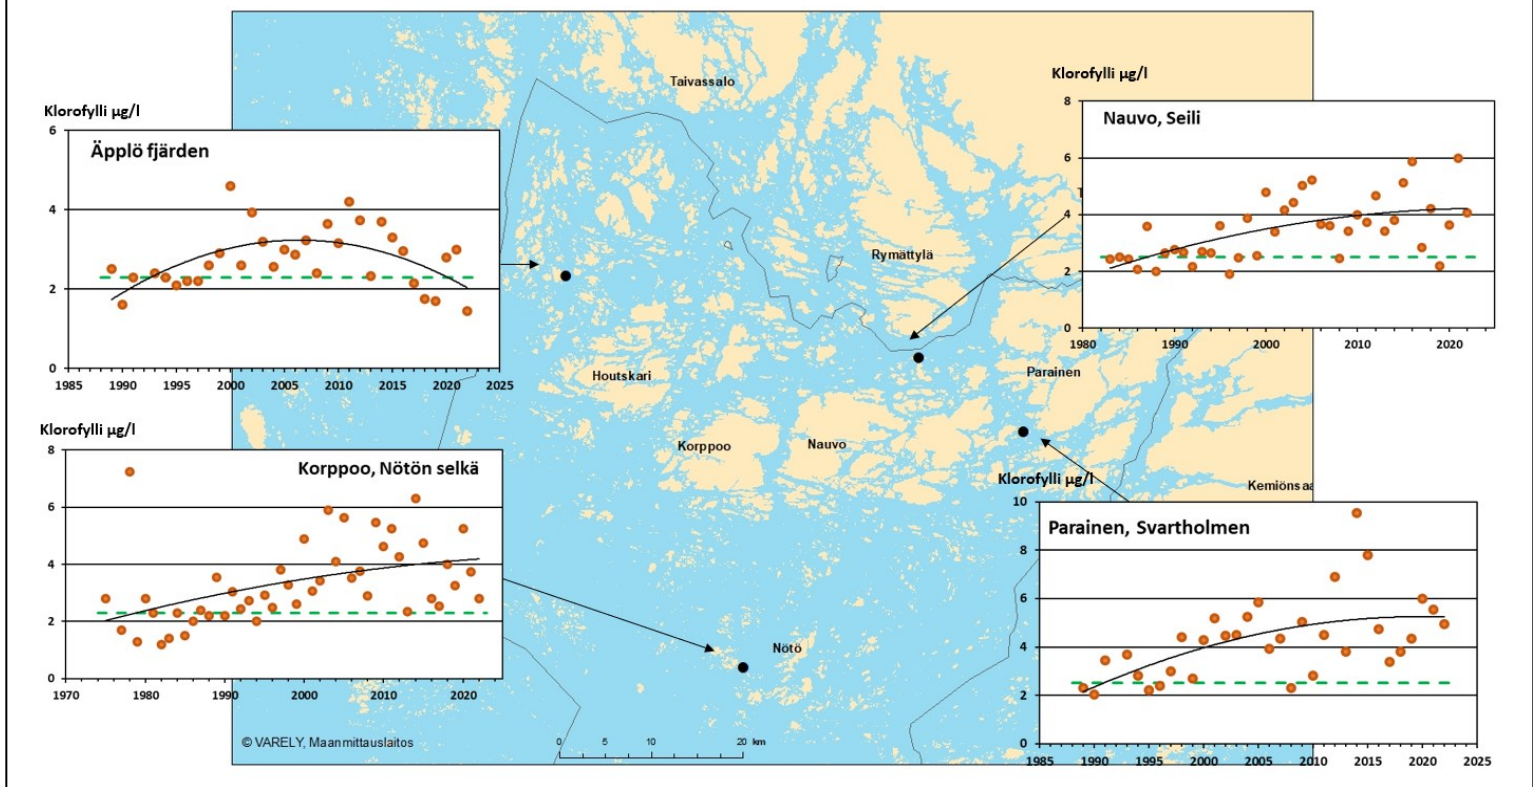 Klorofylli µg/l
Äpplö fjärden
6
4
2
0
1985 1990 1995 2000 2005 2010 2015 2020 2025
Klorofylli µg/l
Korppoo, Nötön selkä
8
6
4
2
0
1970 1980 1990 2000 2010 2020
Taivassalo
Rymättylä
Houtskari
Korppoo
Nauvo
Parainen
Nötö
© VARELY, Maanmittauslaitos
0 5 10 20 km
Klorofylli µg/l
Nauvo, Seili
8
6
4
2
0
1980 1990 2000 2010 2020
Kemiönsaa
Klorofylli µg/l
Parainen, Svartholmen
10
8
6
4
2
0
1985 1990 1995 2000 2005 2010 2015 2020 2025